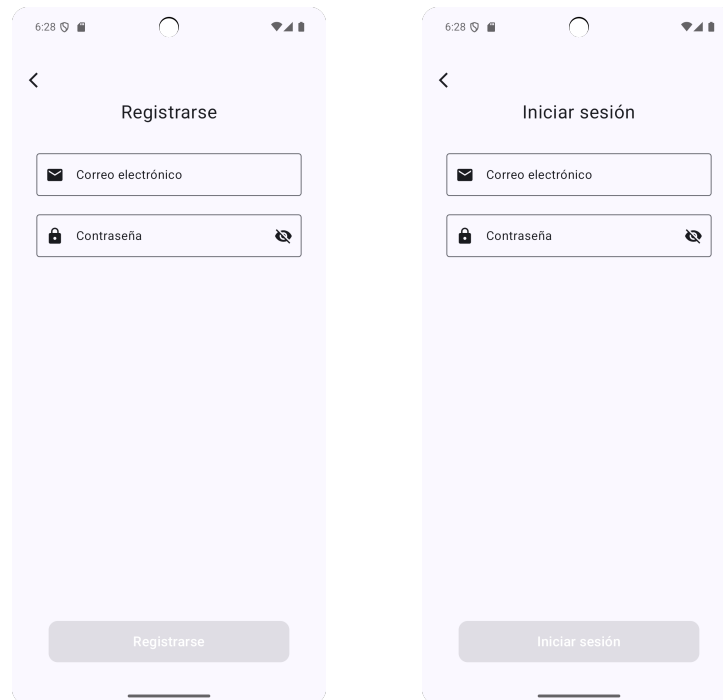 6:28
Registrarse
Correo electrónico
Contraseña
Registrarse
6:28
Iniciar sesión
Correo electrónico
Contraseña
Iniciar sesión